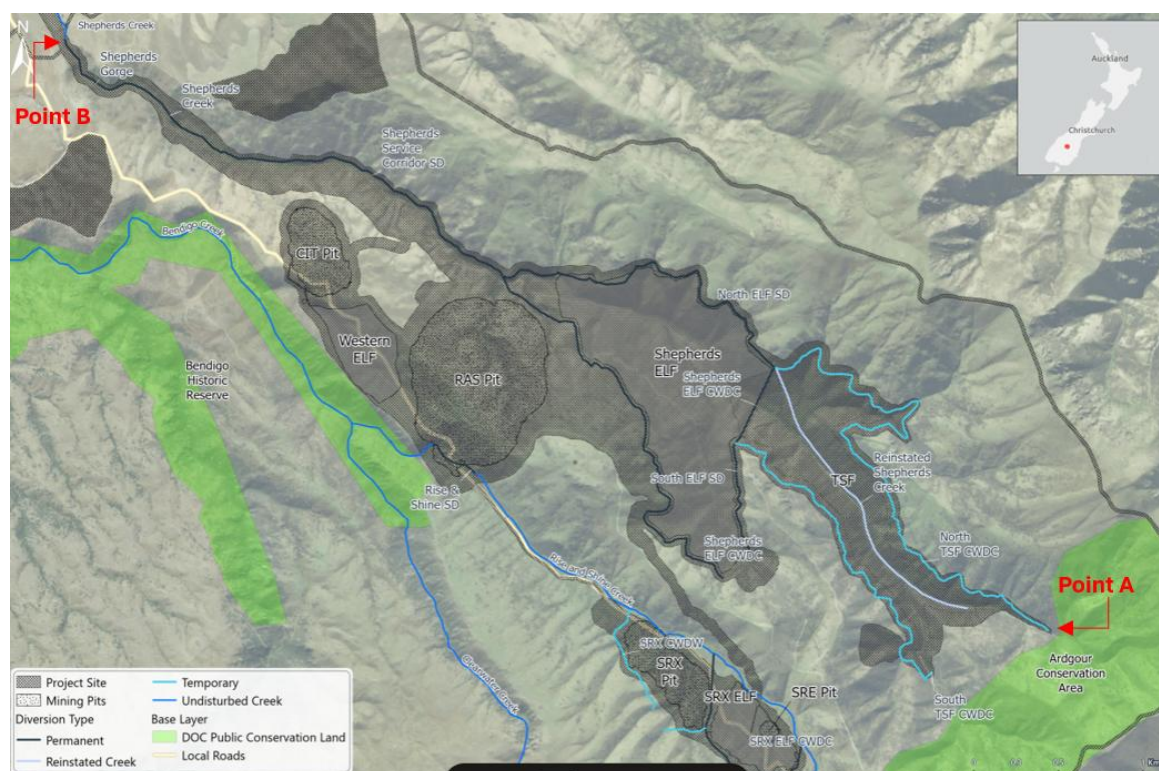 N
Shepherds Creek
Shepherds
Gorge
Point B
Shepherds
Creek
Shepherds
Service
Corridor SD
Auckland
Christchurch
Bendigo Creek
CIT Pit
North ELF SD
Western
ELF
RAS Pit
Shepherds
ELF
Shepherds
ELF CWDC
Bendigo
Historic
Reserve
Reinstated
Shepherds
Creek
TSF
South ELF SD
Rise &
Shine SD
Shepherds
ELF CWDC
North
TSF CWDC
Rise and Shine Creek
Point A
SRX CWDW
SRX
Pit
Clearwater Creek
SRX ELF
SRE Pit
Ardgour
Conservation
Area
South
TSF CWDC
SRX ELF CWDC
Project Site
Mining Pits
Diversion Type
Permanent
Reinstated Creek
Temporary
Undisturbed Creek
Base Layer
DOC Public Conservation Land
Local Roads
0
1 Km